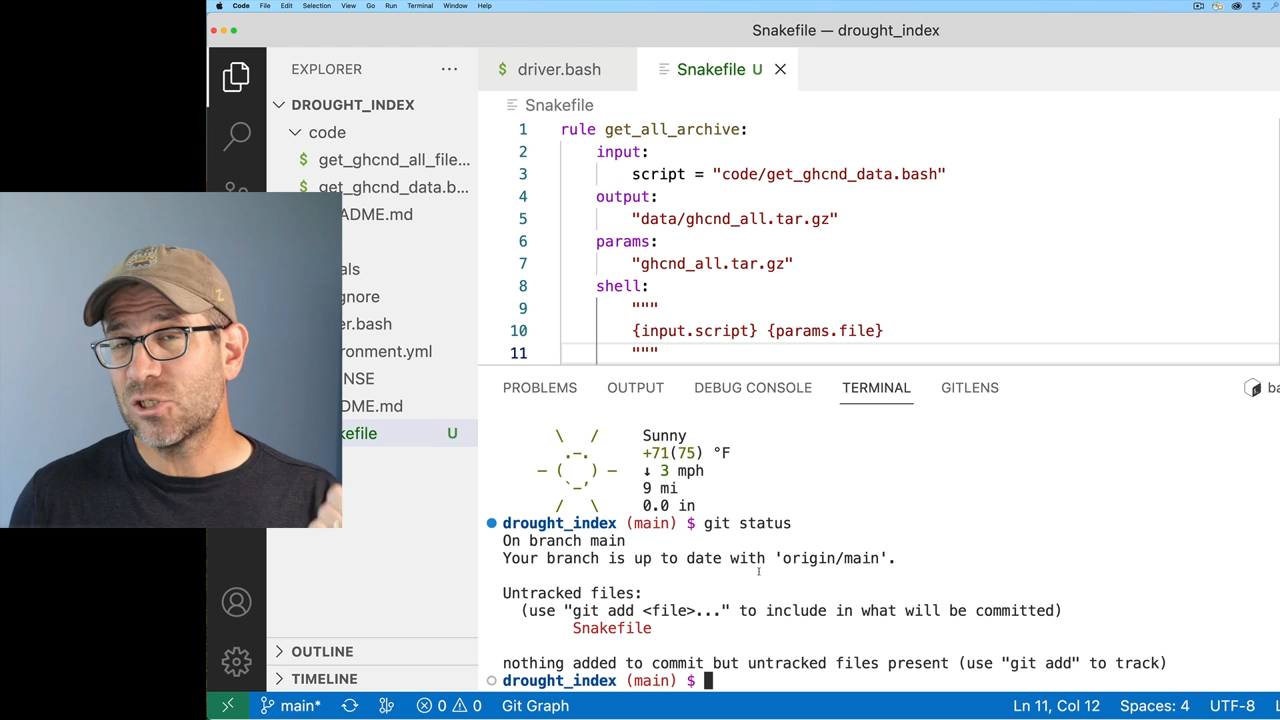 Code File Edit Selection View Go Run Terminal Window Help
Snakefile — drought_index
EXPLORER
DROUGHT_INDEX
code
get_ghcnd_all_file...
get_ghcnd_data.b...
ADME.md
als
gnore
er.bash
ronment.yml
NSE
DME.md
kefile U
OUTLINE
TIMELINE
$ driver.bash
Snakefile U
Snakefile
1 rule get_all_archive:
2 input:
3 script = "code/get_ghcnd_data.bash"
4 output:
5 "data/ghcnd_all.tar.gz"
6 params:
7 "ghcnd_all.tar.gz"
8 shell:
9 """
10 {input.script} {params.file}
11 """
PROBLEMS OUTPUT DEBUG CONSOLE TERMINAL GITLENS ba
\ / Sunny
.-. +71(75) °F
― ( ) ― ↓ 3 mph
`-’ 9 mi
/ \ 0.0 in
drought_index (main) $ git status
On branch main
Your branch is up to date with 'origin/main'.
Untracked files:
(use "git add <file>..." to include in what will be committed)
Snakefile
nothing added to commit but untracked files present (use "git add" to track)
drought_index (main) $
main* 0 0 Git Graph Ln 11, Col 12 Spaces: 4 UTF-8 L